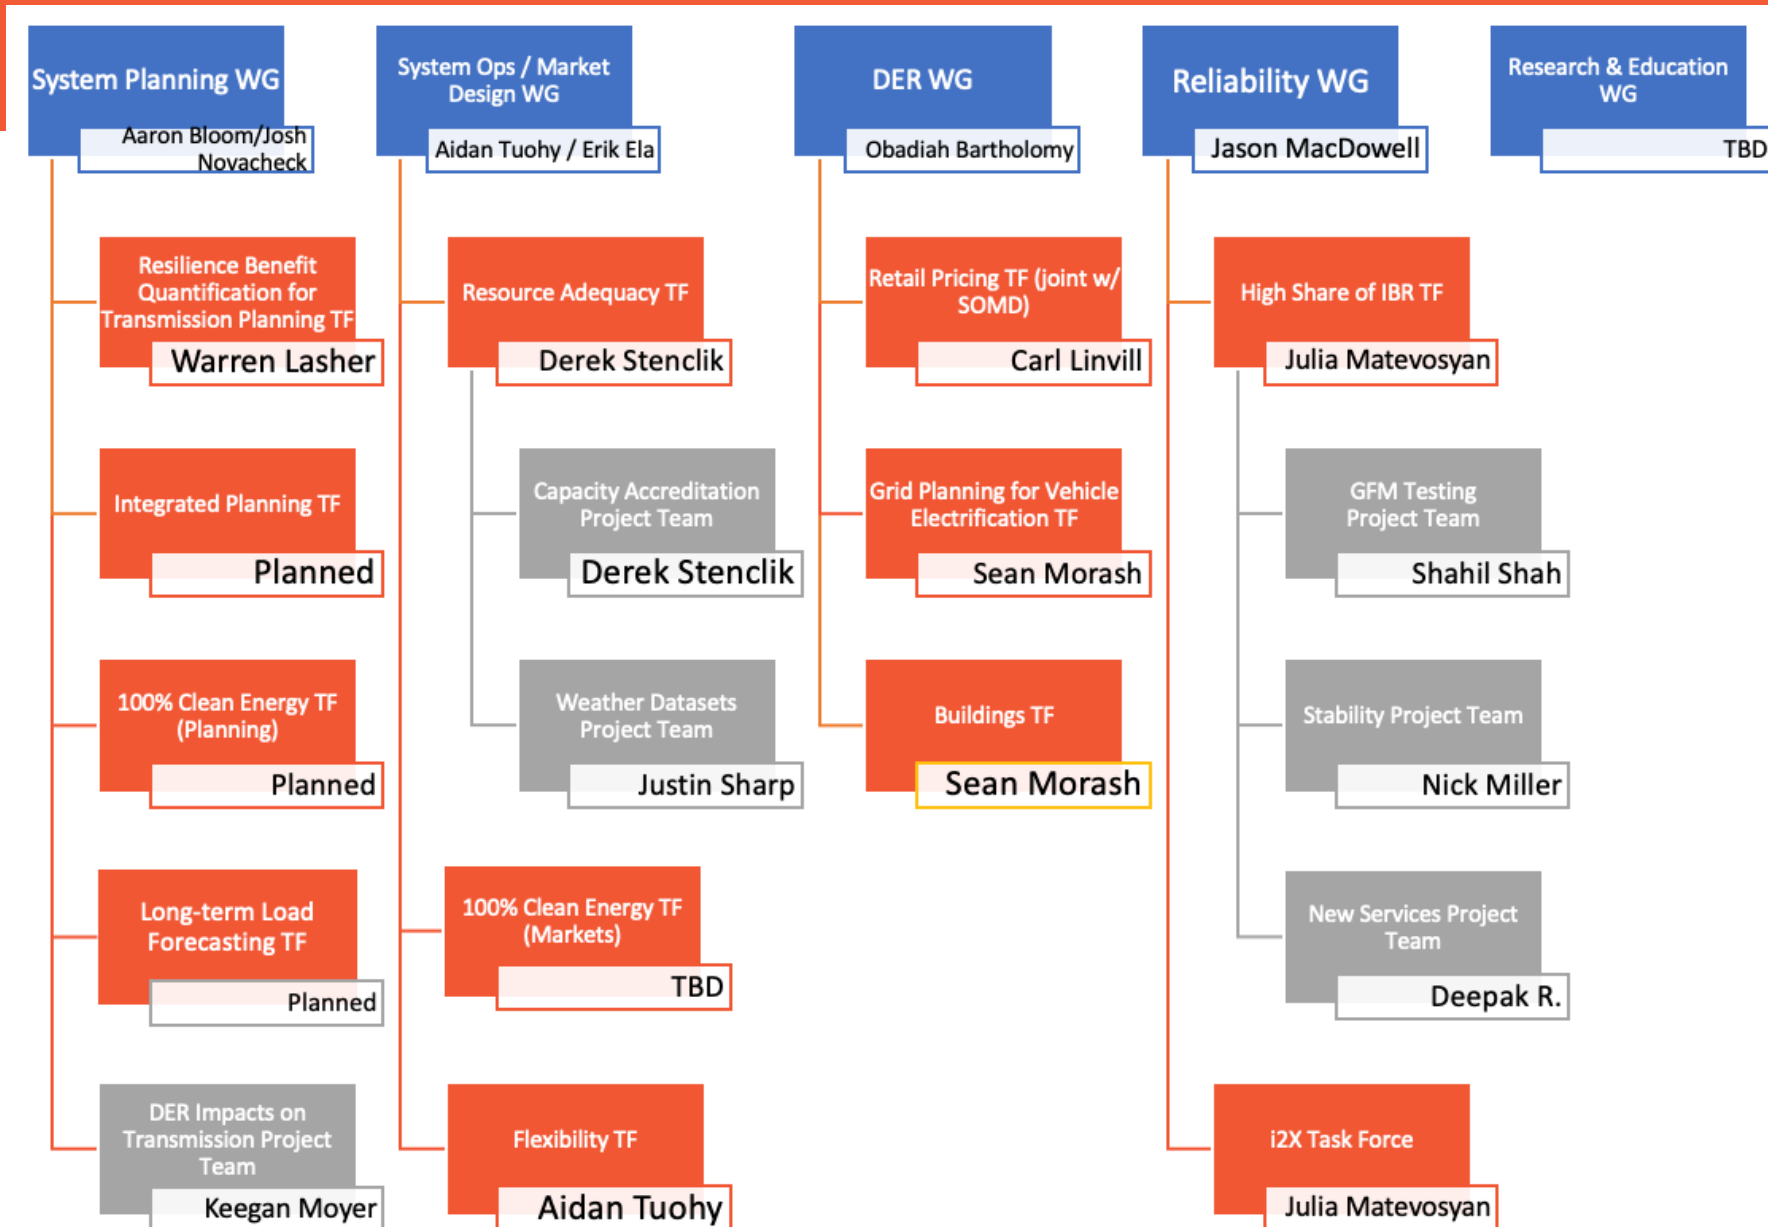 System Planning WG
Aaron Bloom/Josh
Novacheck
Resilience Benefit
Quantification for
Transmission Planning TF
Warren Lasher
Integrated Planning TF
Planned
100% Clean Energy TF
(Planning)
Planned
Long-term Load
Forecasting TF
Planned
DER Impacts on
Transmission Project
Team
Keegan Moyer
System Ops / Market
Design WG
Aidan Tuohy / Erik Ela
Resource Adequacy TF
Derek Stenclik
Capacity Accreditation
Project Team
Derek Stenclik
Weather Datasets
Project Team
Justin Sharp
100% Clean Energy TF
(Markets)
TBD
Flexibility TF
Aidan Tuohy
DER WG
Obadiah Bartholomy
Retail Pricing TF (joint w/
SOMD)
Carl Linvill
Grid Planning for Vehicle
Electrification TF
Sean Morash
Buildings TF
Sean Morash
Reliability WG
Jason MacDowell
High Share of IBR TF
Julia Matevosyan
GFM Testing
Project Team
Shahil Shah
Stability Project Team
Nick Miller
New Services Project
Team
Deepak R.
i2X Task Force
Julia Matevosyan
Research & Education
WG
TBD